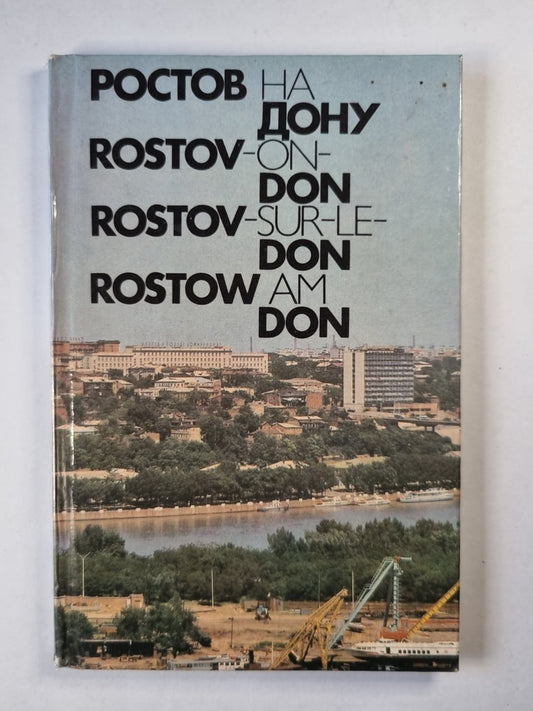 РОСТОВ НА
ДОНУ
ROSTOV-ON-
DON
ROSTOV-SUR-LE-
DON
ROSTOW AM
DON